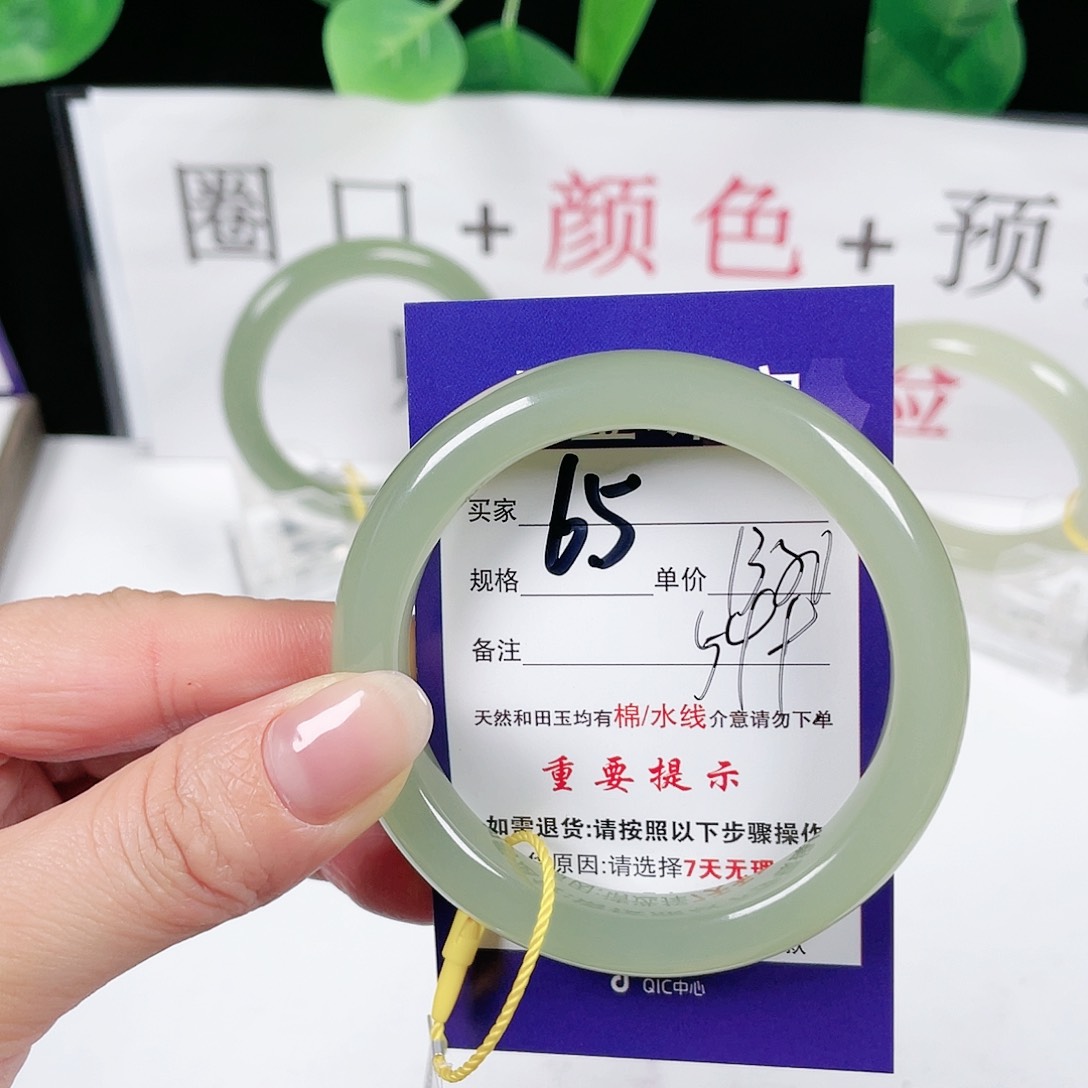 圈口+颜色+预
买家 65
规格 单价
备注
天然和田玉均有棉/水线介意请勿下单
重要提示
如需退货:请按照以下步骤操作
原因:请选择7天无理
QIC中心